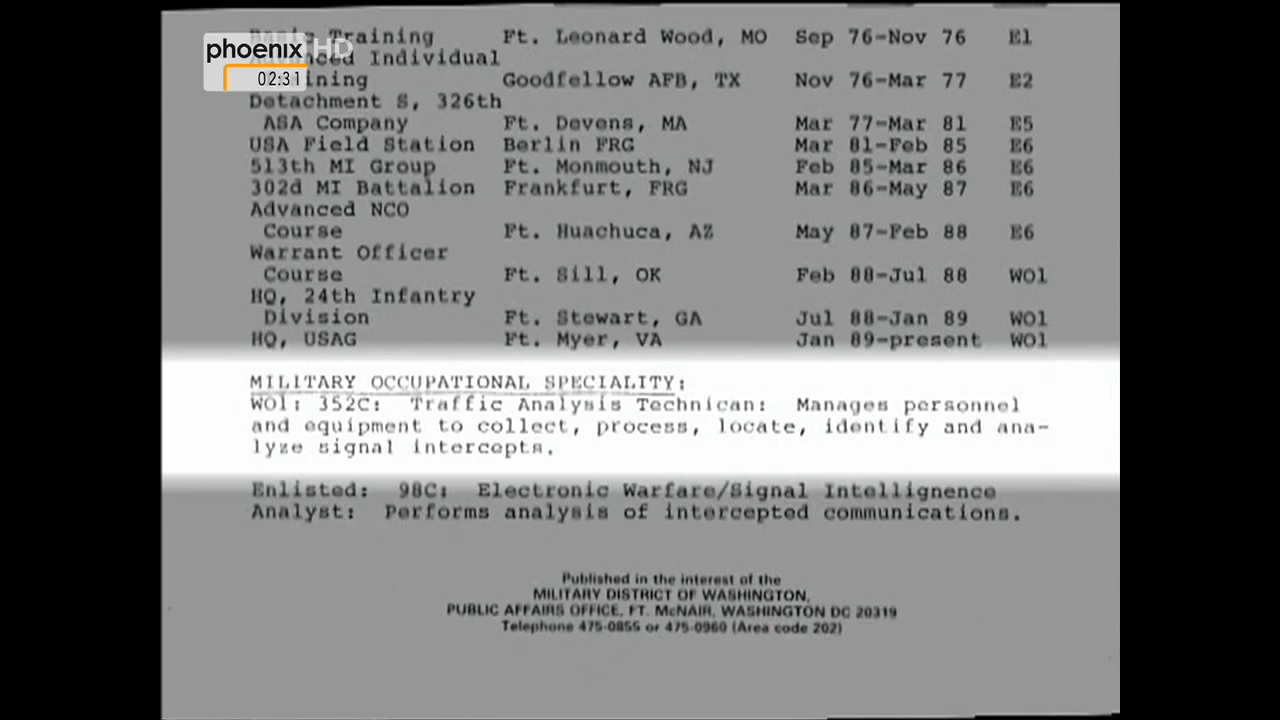 phoenix HD
02:31
Basic Training Ft. Leonard Wood, MO Sep 76-Nov 76 E1
Advanced Individual
Training Goodfellow AFB, TX Nov 76-Mar 77 E2
Detachment S, 326th
ASA Company Ft. Devens, MA Mar 77-Mar 81 E5
USA Field Station Berlin FRG Mar 81-Feb 85 E6
513th MI Group Ft. Monmouth, NJ Feb 85-Mar 86 E6
302d MI Battalion Frankfurt, FRG Mar 86-May 87 E6
Advanced NCO
Course Ft. Huachuca, AZ May 87-Feb 88 E6
Warrant Officer
Course Ft. Sill, OK Feb 88-Jul 88 WO1
HQ, 24th Infantry
Division Ft. Stewart, GA Jul 88-Jan 89 WO1
HQ, USAG Ft. Myer, VA Jan 89-present WO1
MILITARY OCCUPATIONAL SPECIALITY:
WO1: 352C: Traffic Analysis Technican: Manages personnel
and equipment to collect, process, locate, identify and ana-
lyze signal intercepts.
Enlisted: 98C: Electronic Warfare/Signal Intellignence
Analyst: Performs analysis of intercepted communications.
Published in the interest of the
MILITARY DISTRICT OF WASHINGTON,
PUBLIC AFFAIRS OFFICE, FT. McNAIR, WASHINGTON DC 20319
Telephone 475-0855 or 475-0960 (Area code 202)